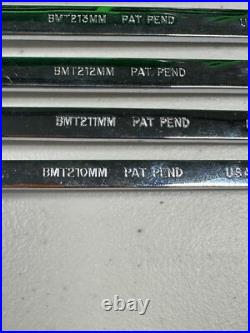 BMT213MM PAT PEND U
BMT212MM PAT PEND
BMT211MM PAT PEND
BMT210MM PAT PEND USA